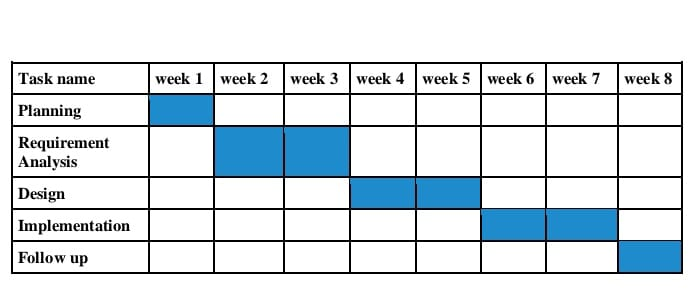 Task name week 1 week 2 week 3 week 4 week 5 week 6 week 7 week 8
Planning
Requirement
Analysis
Design
Implementation
Follow up